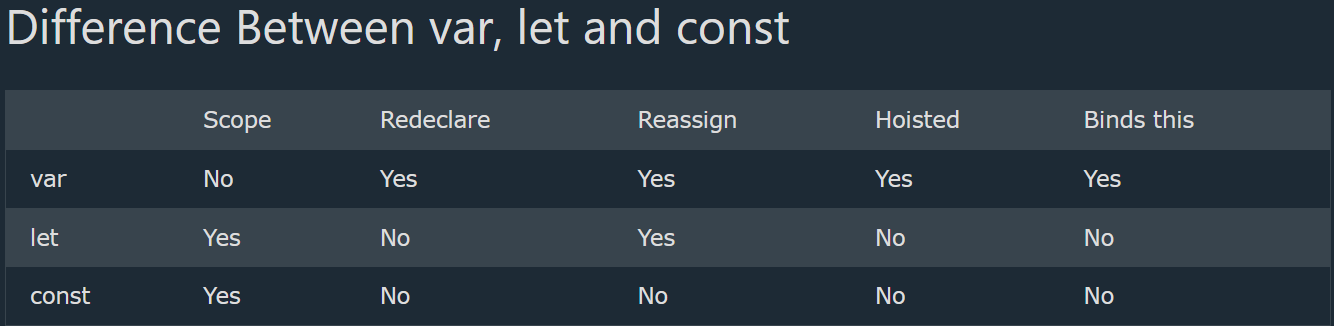 Difference Between var, let and const
Scope Redeclare Reassign Hoisted Binds this
var No Yes Yes Yes Yes
let Yes No Yes No No
const Yes No No No No